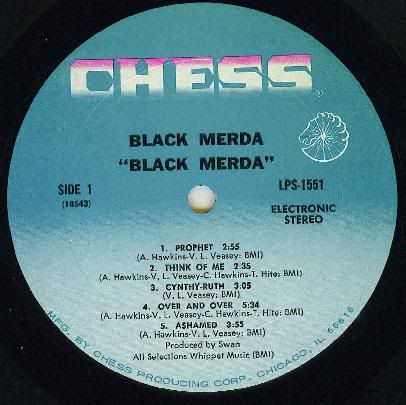 CHESS
®
BLACK MERDA
"BLACK MERDA"
SIDE 1
(18543)
LPS-1551
ELECTRONIC
STEREO
1. PROPHET 2:55
(A. Hawkins-V. L. Veasey: BMI)
2. THINK OF ME 2:35
(A. Hawkins-V. L. Veasey-C. Hawkins-T. Hite: BMI)
3. CYNTHY-RUTH 3:05
(V. L. Veasey: BMI)
4. OVER AND OVER 5:34
(A. Hawkins-V. L. Veasey-C. Hawkins-T. Hite: BMI)
5. ASHAMED 3:55
(A. Hawkins-V. L. Veasey: BMI)
Produced by Swan
All Selections Whippet Music (BMI)
MFG. BY CHESS PRODUCING CORP., CHICAGO, IL 60616